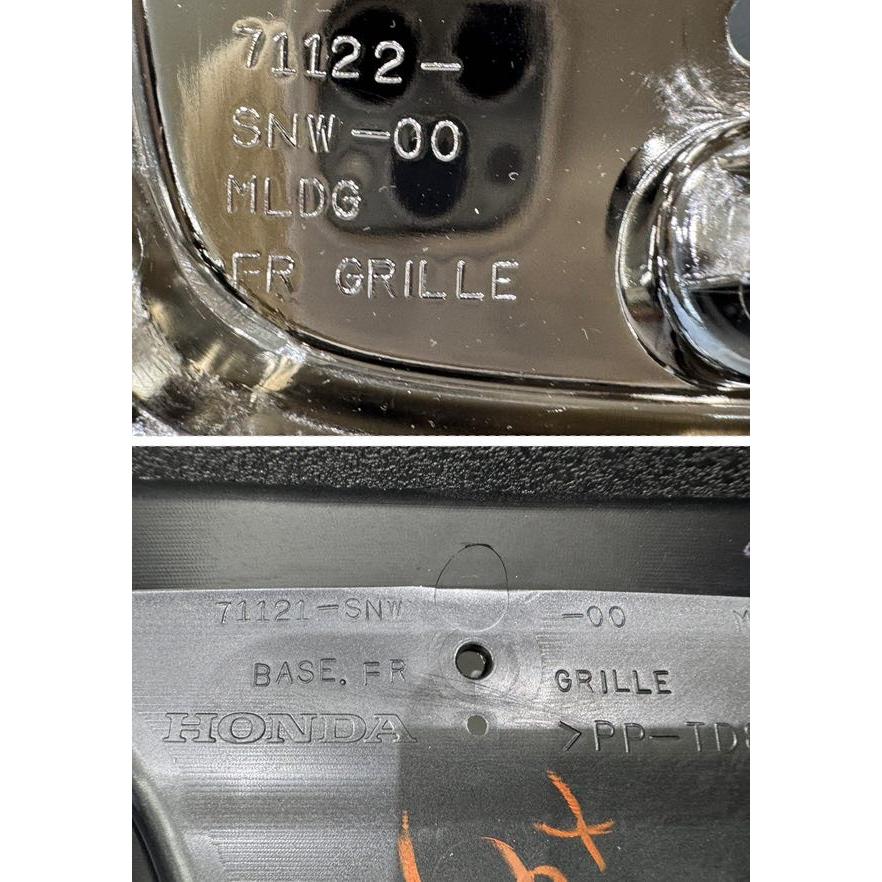 71122-
SNW-00
MLDG
FR GRILLE
71121-SNW -00
BASE. FR GRILLE
HONDA >PP-TD